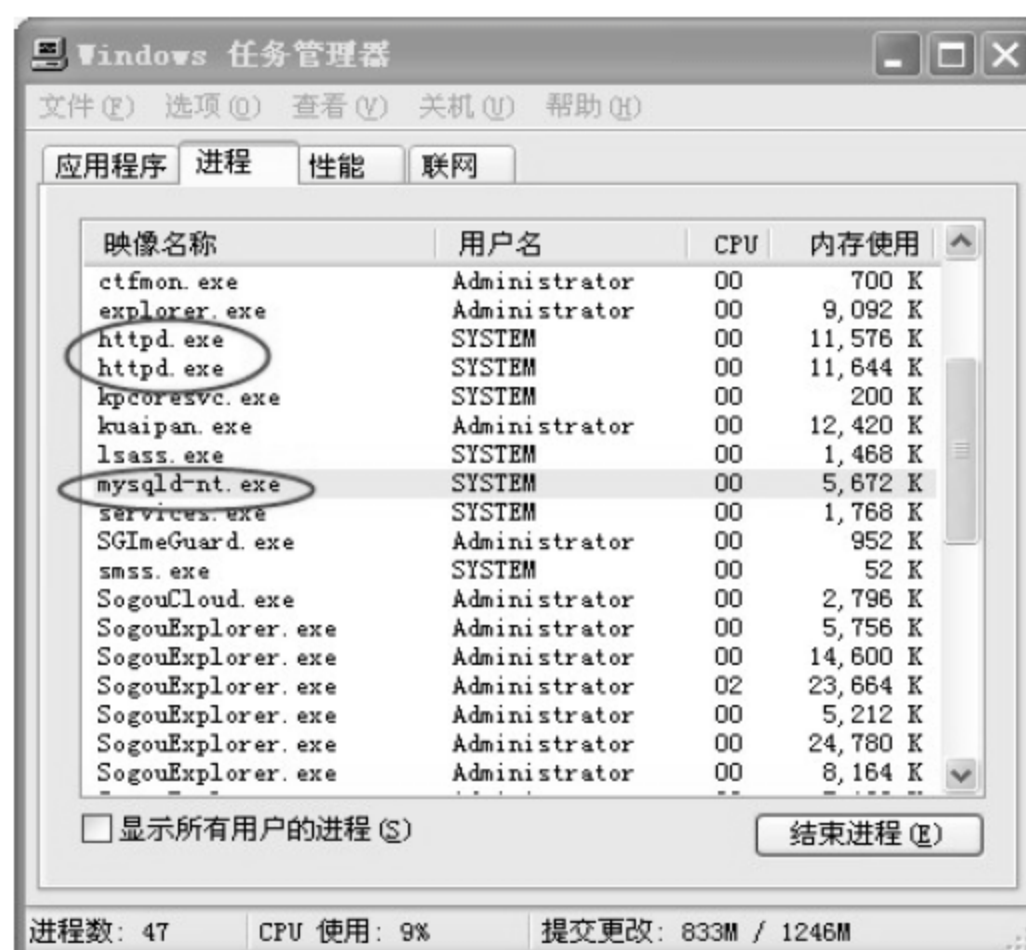 Windows 任务管理器
文件(F) 选项(O) 查看(V) 关机(U) 帮助(H)
应用程序 进程 性能 联网
映像名称 用户名 CPU 内存使用
ctfmon.exe Administrator 00 700 K
explorer.exe Administrator 00 9,092 K
httpd.exe SYSTEM 00 11,576 K
httpd.exe SYSTEM 00 11,644 K
kpcoresvc.exe SYSTEM 00 200 K
kuaipan.exe Administrator 00 12,420 K
lsass.exe SYSTEM 00 1,468 K
mysqld-nt.exe SYSTEM 00 5,672 K
services.exe SYSTEM 00 1,768 K
SGImeGuard.exe Administrator 00 952 K
smss.exe SYSTEM 00 52 K
SogouCloud.exe Administrator 00 2,796 K
SogouExplorer.exe Administrator 00 5,756 K
SogouExplorer.exe Administrator 00 14,600 K
SogouExplorer.exe Administrator 02 23,664 K
SogouExplorer.exe Administrator 00 5,212 K
SogouExplorer.exe Administrator 00 24,780 K
SogouExplorer.exe Administrator 00 8,164 K
显示所有用户的进程(S) 结束进程(E)
进程数: 47 CPU 使用: 9% 提交更改: 833M / 1246M